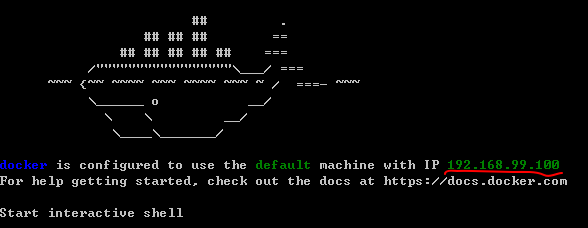 docker is configured to use the default machine with IP 192.168.99.100
For help getting started, check out the docs at https://docs.docker.com
Start interactive shell